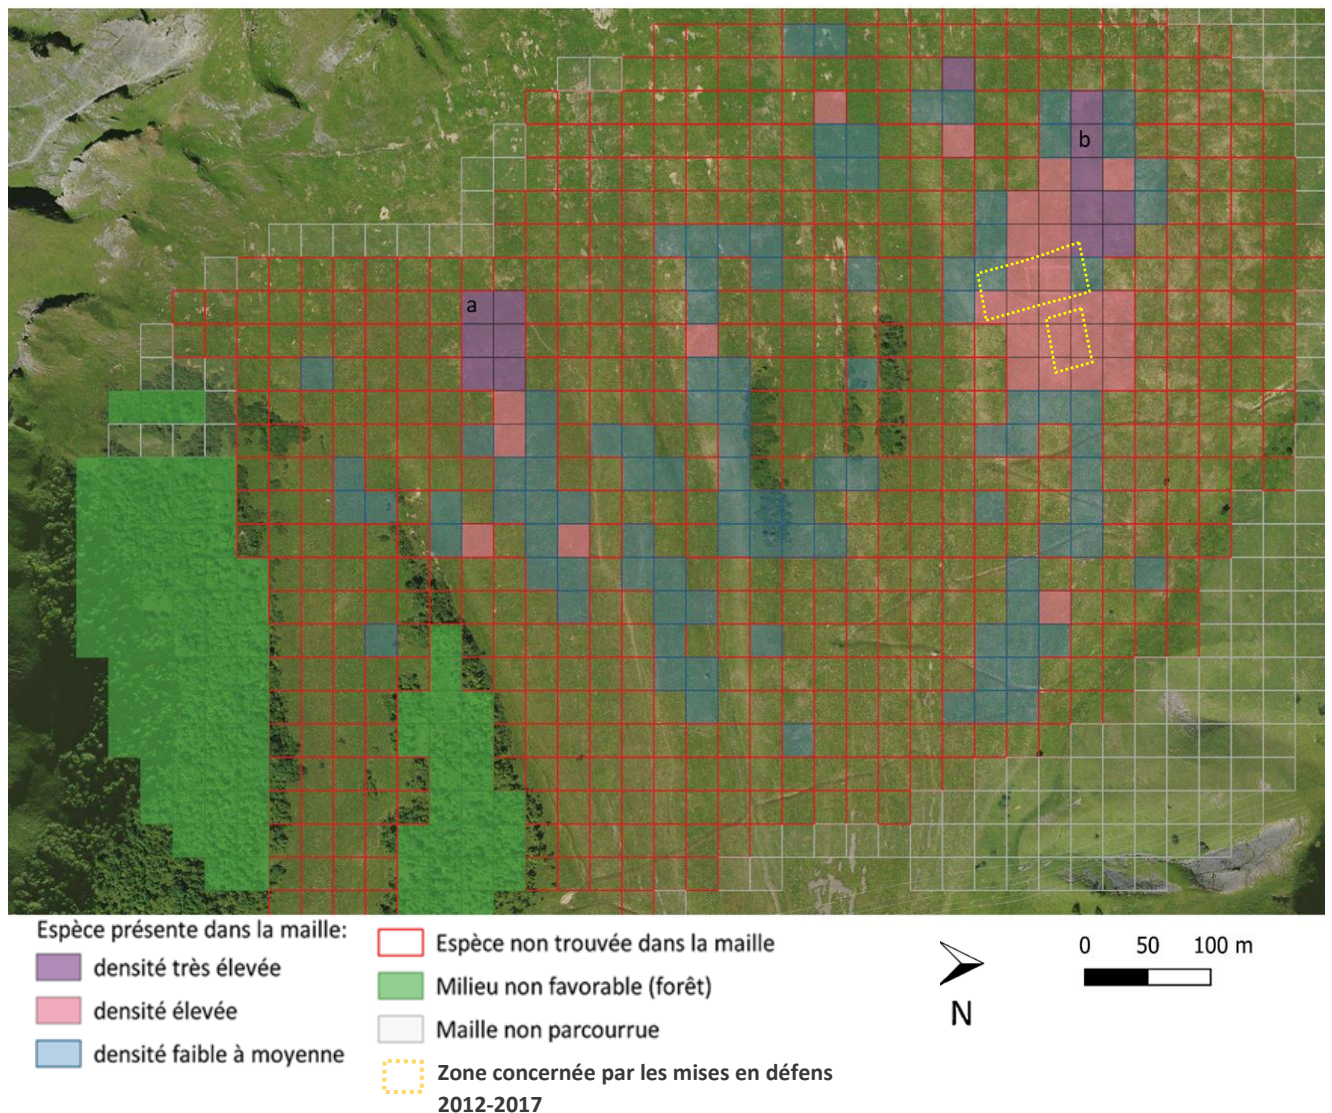 b
a
Espèce présente dans la maille:
densité très élevée
densité élevée
densité faible à moyenne
Espèce non trouvée dans la maille
Milieu non favorable (forêt)
Maille non parcourrue
Zone concernée par les mises en défens
2012-2017
N
0 50 100 m